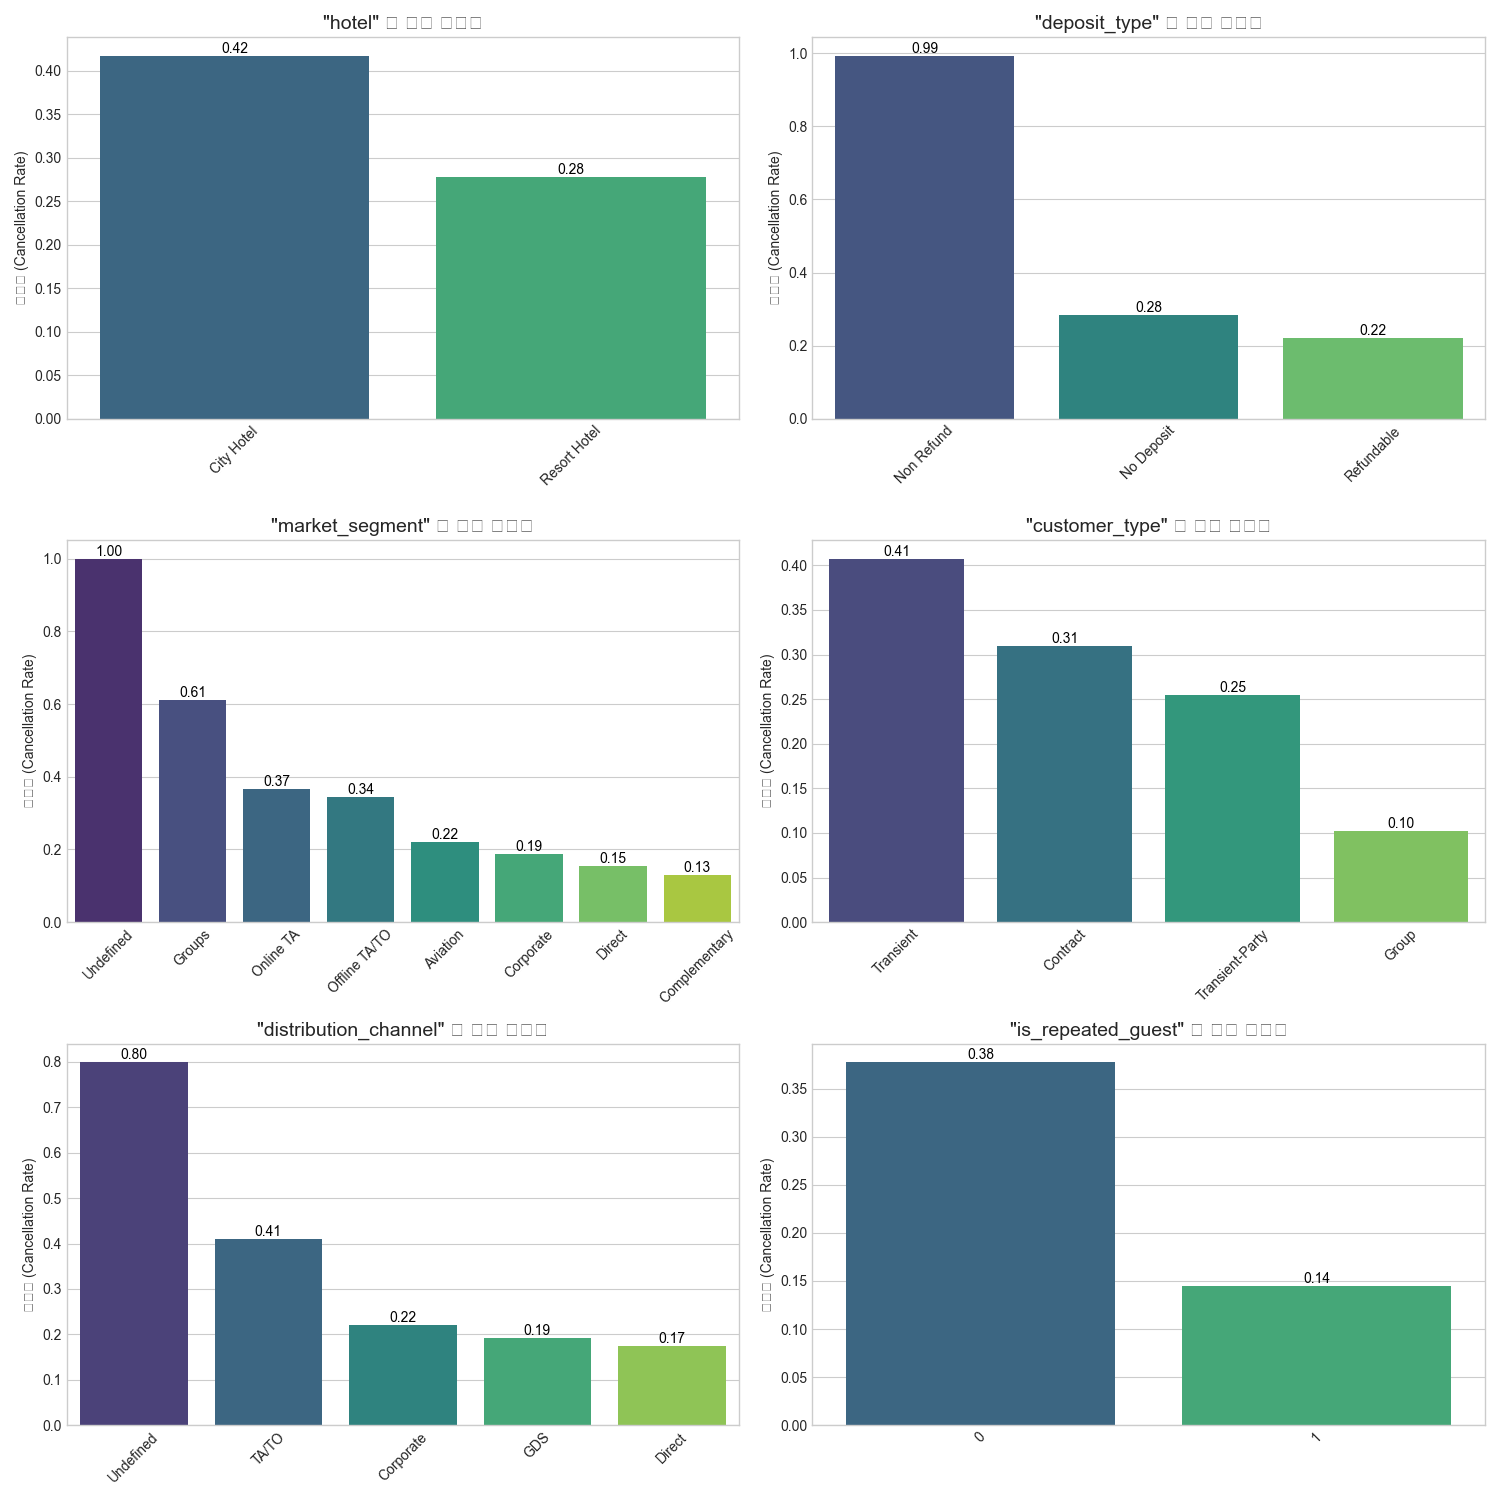 "hotel"
0.42
0.28
0.40
0.35
0.30
0.25
0.20
0.15
0.10
0.05
0.00
(Cancellation Rate)
City Hotel
Resort Hotel
"deposit_type"
0.99
0.28
0.22
1.0
0.8
0.6
0.4
0.2
0.0
(Cancellation Rate)
Non Refund
No Deposit
Refundable
"market_segment"
1.00
0.61
0.37
0.34
0.22
0.19
0.15
0.13
1.0
0.8
0.6
0.4
0.2
0.0
(Cancellation Rate)
Undefined
Groups
Online TA
Offline TA/TO
Aviation
Corporate
Direct
Complementary
"customer_type"
0.41
0.31
0.25
0.10
0.40
0.35
0.30
0.25
0.20
0.15
0.10
0.05
0.00
(Cancellation Rate)
Transient
Contract
Transient-Party
Group
"distribution_channel"
0.80
0.41
0.22
0.19
0.17
0.8
0.7
0.6
0.5
0.4
0.3
0.2
0.1
0.0
(Cancellation Rate)
Undefined
TA/TO
Corporate
GDS
Direct
"is_repeated_guest"
0.38
0.14
0.35
0.30
0.25
0.20
0.15
0.10
0.05
0.00
(Cancellation Rate)
0
1